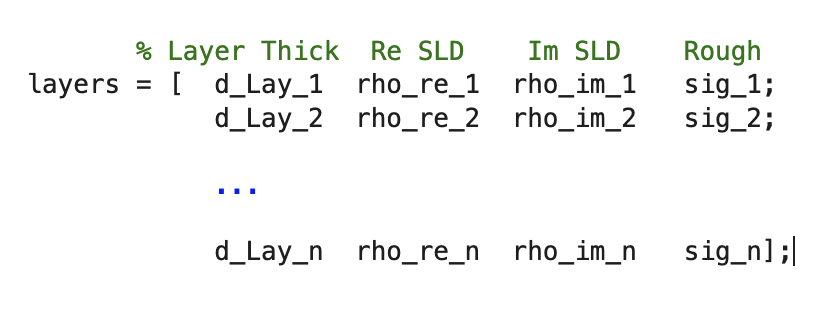 % Layer Thick  Re SLD    Im SLD    Rough
layers = [  d_Lay_1  rho_re_1  rho_im_1   sig_1;
d_Lay_2  rho_re_2  rho_im_2   sig_2;
...
d_Lay_n  rho_re_n  rho_im_n   sig_n];